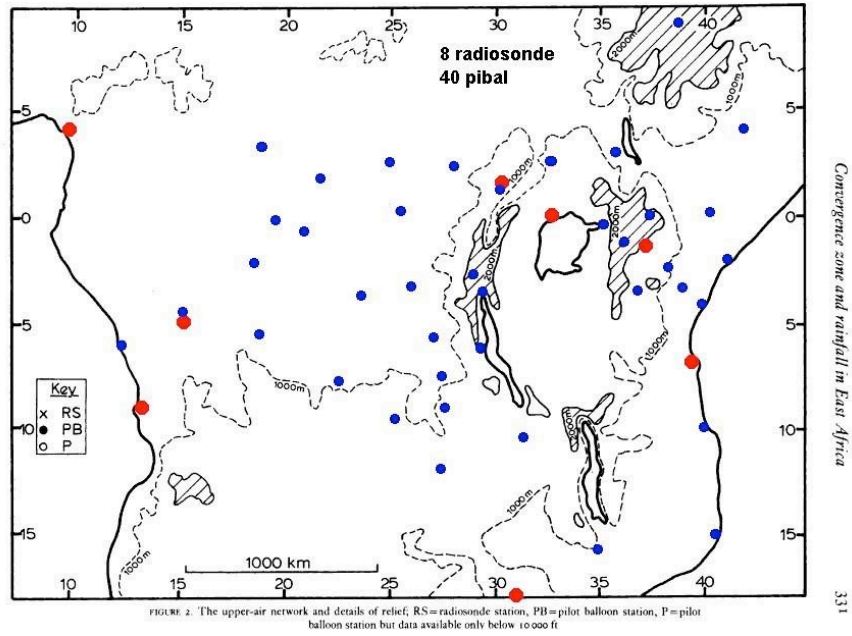 10
15
20
25
30
35
40
8 radiosonde
40 pibal
2000m
1000m
5
5
1000m
0
2000m
2000m
0
5
5
1000m
1000m
Key
x RS
● PB
○ P
10
2000m
10
1000m
15
1000m
1000 km
15
10
15
20
25
30
35
40
Convergence zone and rainfall in East Africa
331
FIGURE 2. The upper-air network and details of relief; RS=radiosonde station, PB=pilot balloon station, P=pilot
balloon station but data available only below 10 000 ft